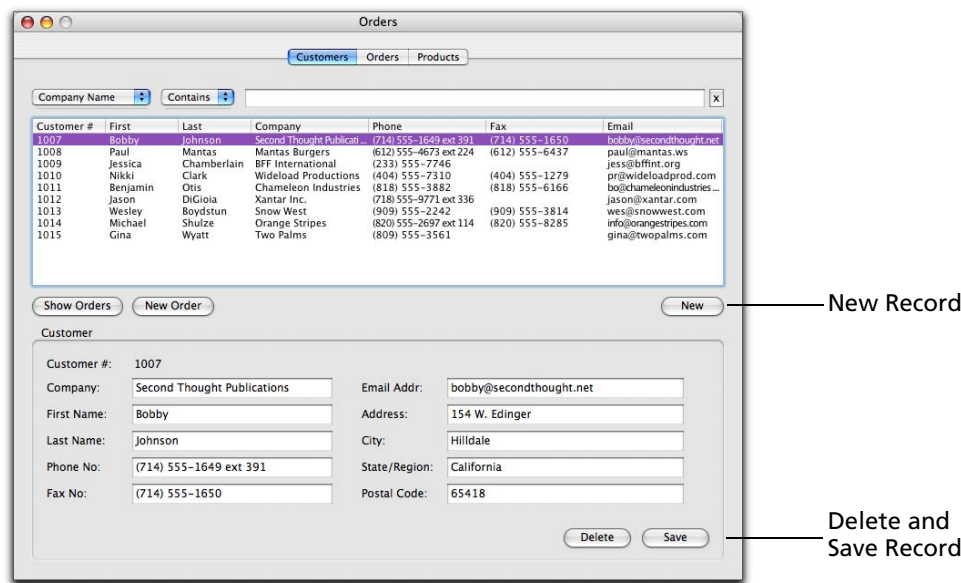 Orders
Customers Orders Products
Company Name Contains x
Customer # First Last Company Phone Fax Email
1007 Bobby Johnson Second Thought Publicati ... (714) 555-1649 ext 391 (714) 555-1650 bobby@secondthought.net
1008 Paul Mantas Mantas Burgers (612) 555-4673 ext 224 (612) 555-6437 paul@mantas.ws
1009 Jessica Chamberlain BFF International (233) 555-7746 jess@bffint.org
1010 Nikki Clark Wideload Productions (404) 555-7310 (404) 555-1279 pr@wideloadprod.com
1011 Benjamin Otis Chameleon Industries (818) 555-3882 (818) 555-6166 bo@chameleonindustries ...
1012 Jason DiGioia Xantar Inc. (718) 555-9771 ext 336 jason@xantar.com
1013 Wesley Boydstun Snow West (909) 555-2242 (909) 555-3814 wes@snowwest.com
1014 Michael Shulze Orange Stripes (820) 555-2697 ext 114 (820) 555-8285 info@orangestripes.com
1015 Gina Wyatt Two Palms (809) 555-3561 gina@twopalms.com
Show Orders New Order New New Record
Customer
Customer #: 1007
Company: Second Thought Publications Email Addr: bobby@secondthought.net
First Name: Bobby Address: 154 W. Edinger
Last Name: Johnson City: Hilldale
Phone No: (714) 555-1649 ext 391 State/Region: California
Fax No: (714) 555-1650 Postal Code: 65418
Delete Save
Delete and
Save Record